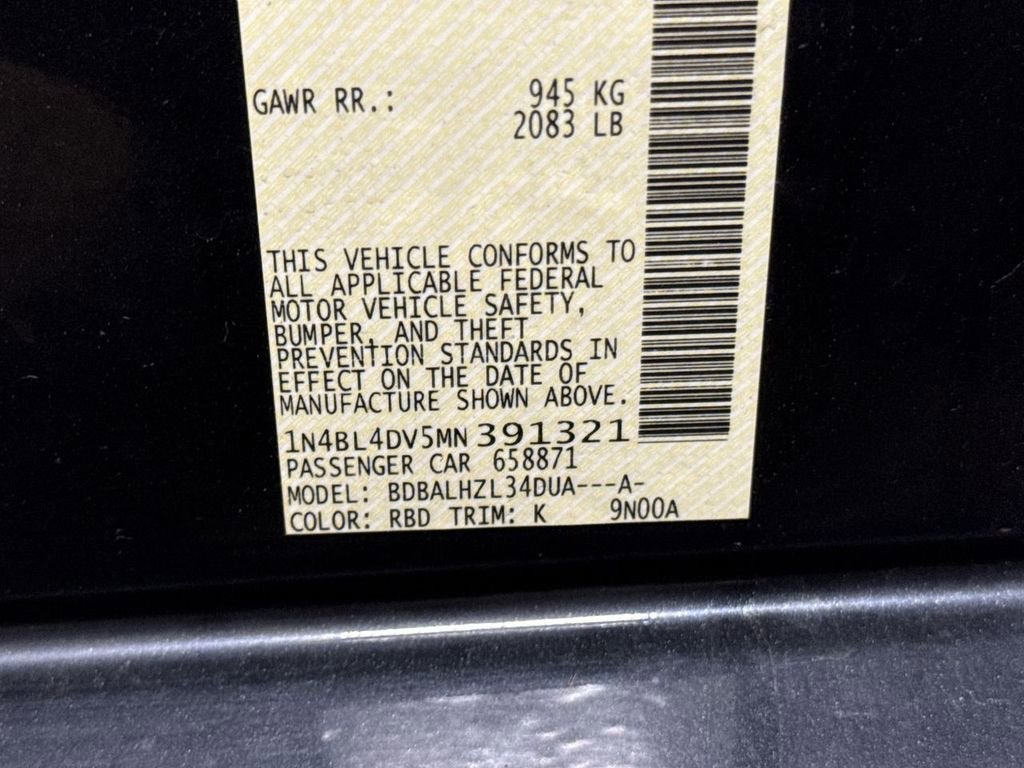 GAWR RR.: 945 KG
2083 LB
THIS VEHICLE CONFORMS TO
ALL APPLICABLE FEDERAL
MOTOR VEHICLE SAFETY,
BUMPER, AND THEFT
PREVENTION STANDARDS IN
EFFECT ON THE DATE OF
MANUFACTURE SHOWN ABOVE.
1N4BL4DV5MN391321
PASSENGER CAR 658871
MODEL: BDBALHZL34DUA---A-
COLOR: RBD TRIM: K 9N00A